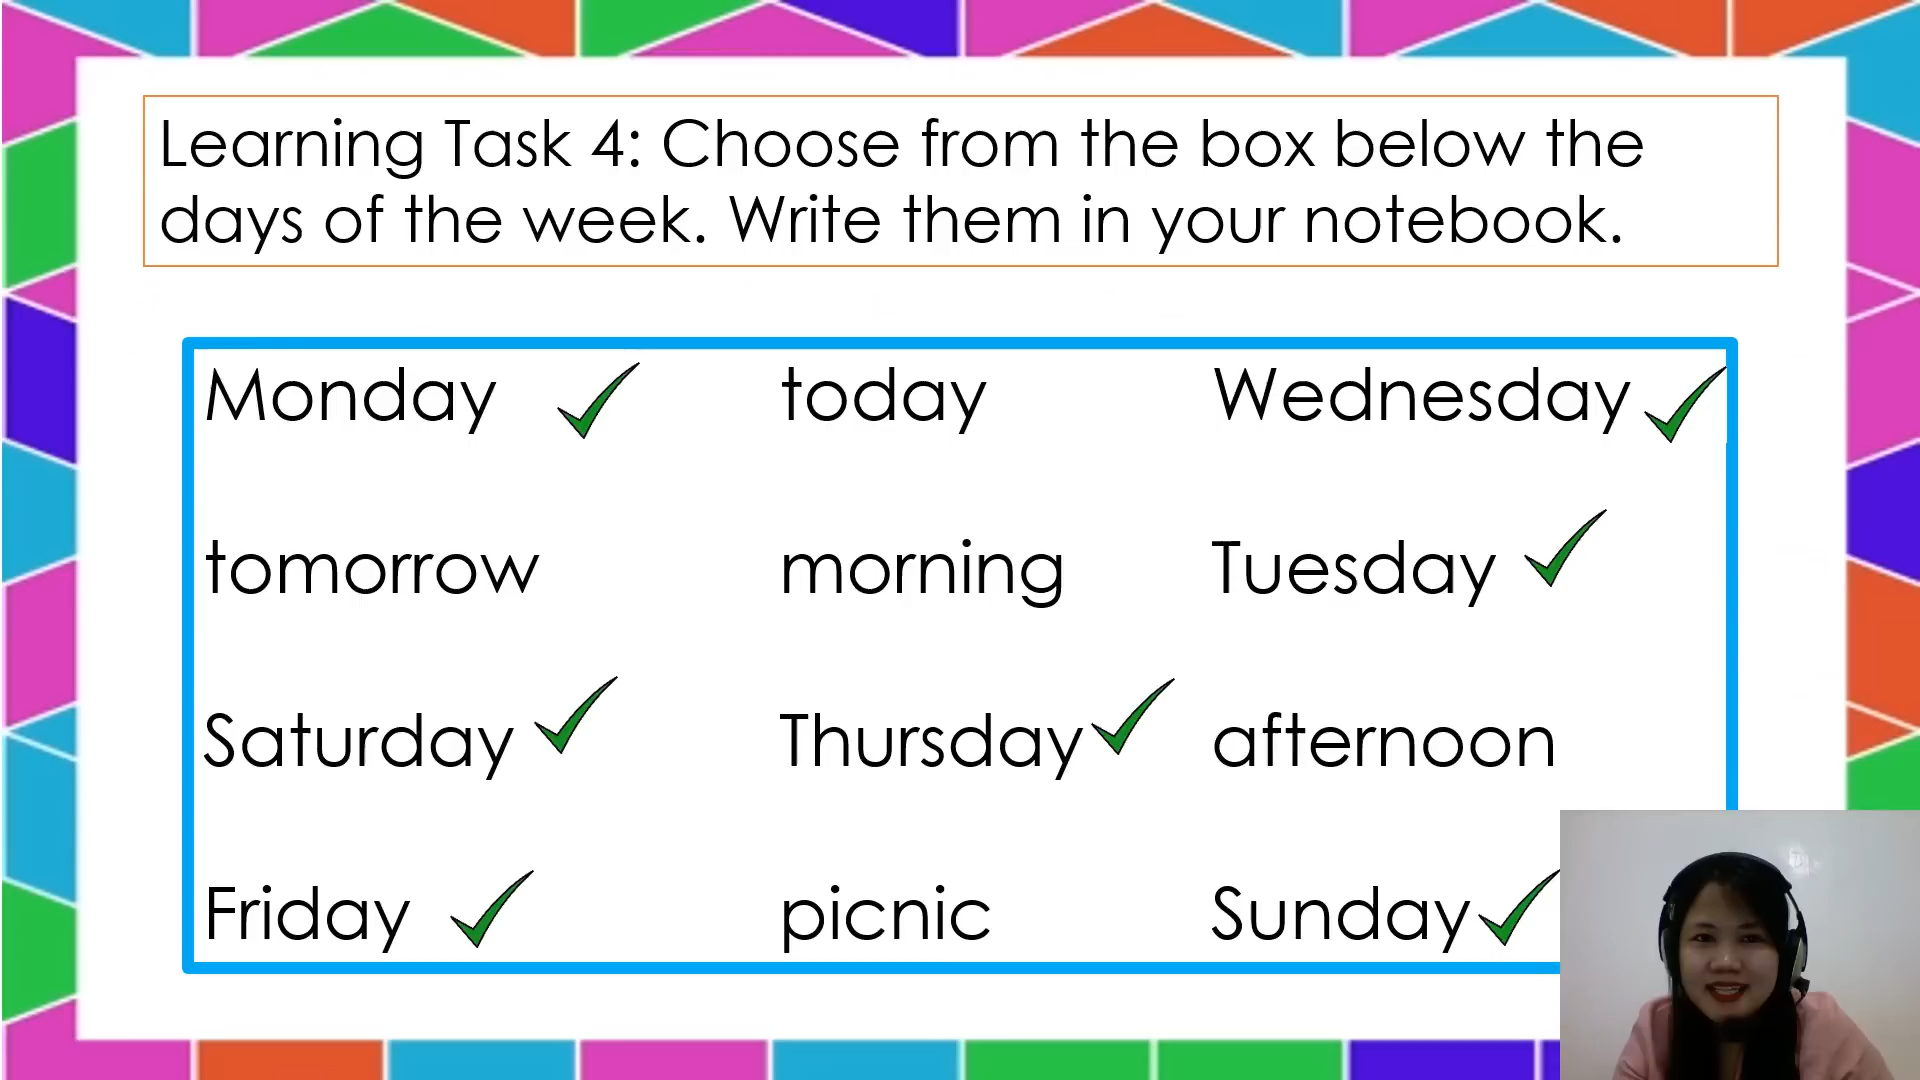 Learning Task 4: Choose from the box below the
days of the week. Write them in your notebook.
Monday today Wednesday
tomorrow morning Tuesday
Saturday Thursday afternoon
Friday picnic Sunday